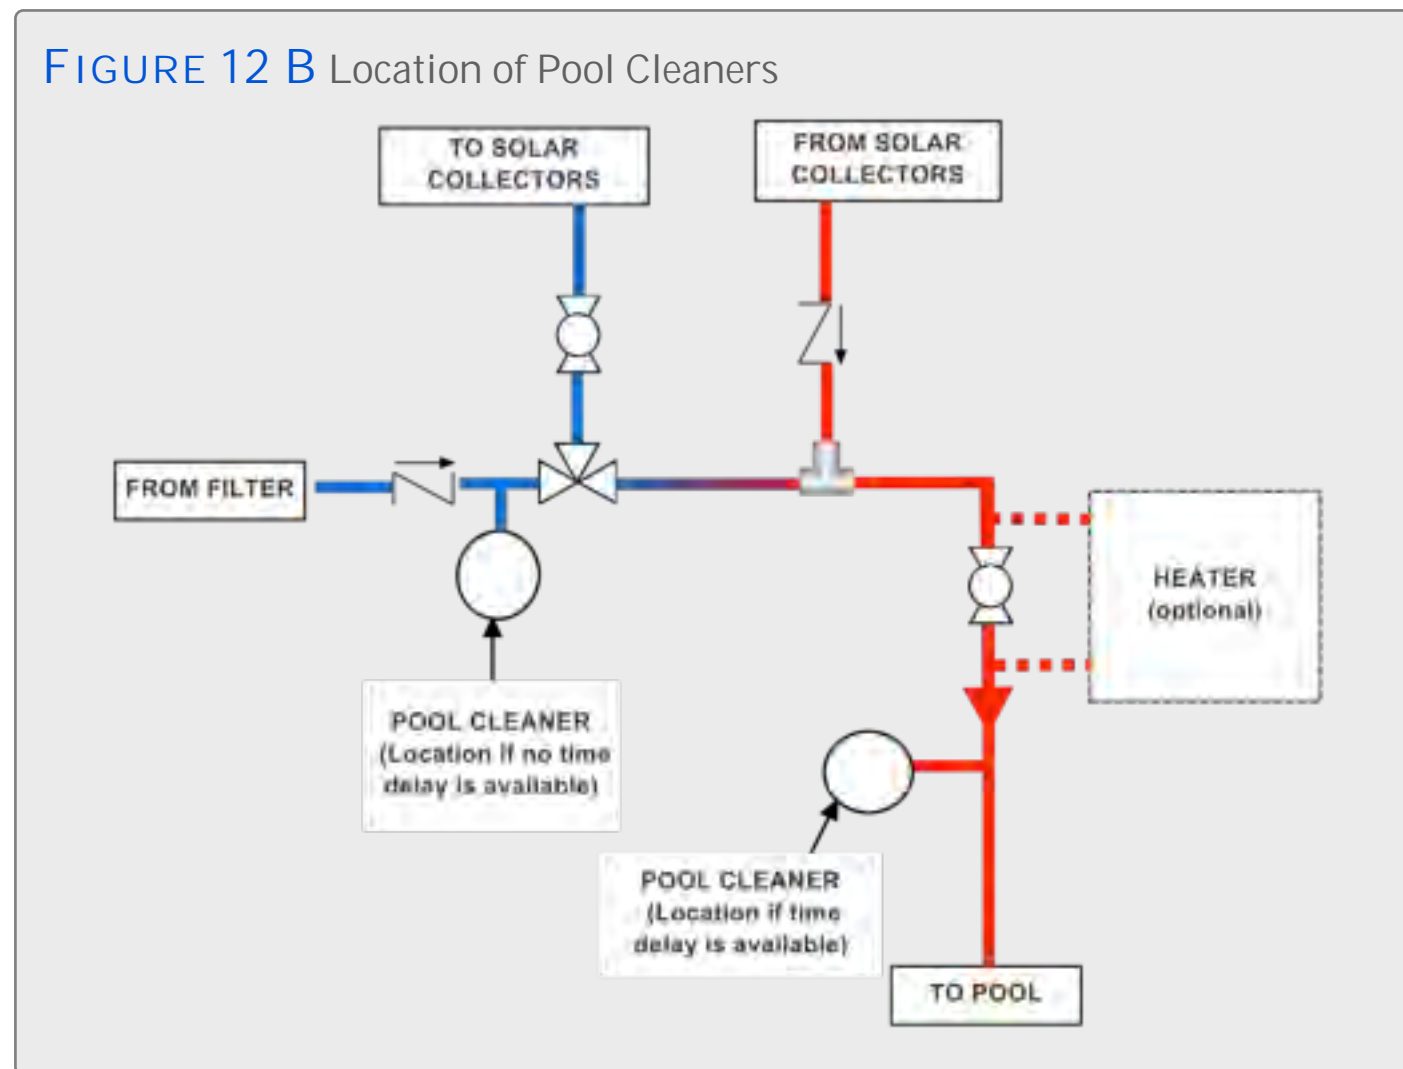 FIGURE 12 B Location of Pool Cleaners
TO SOLAR
COLLECTORS
FROM SOLAR
COLLECTORS
FROM FILTER
HEATER
(optional)
POOL CLEANER
(Location if no time
delay is available)
POOL CLEANER
(Location if time
delay is available)
TO POOL